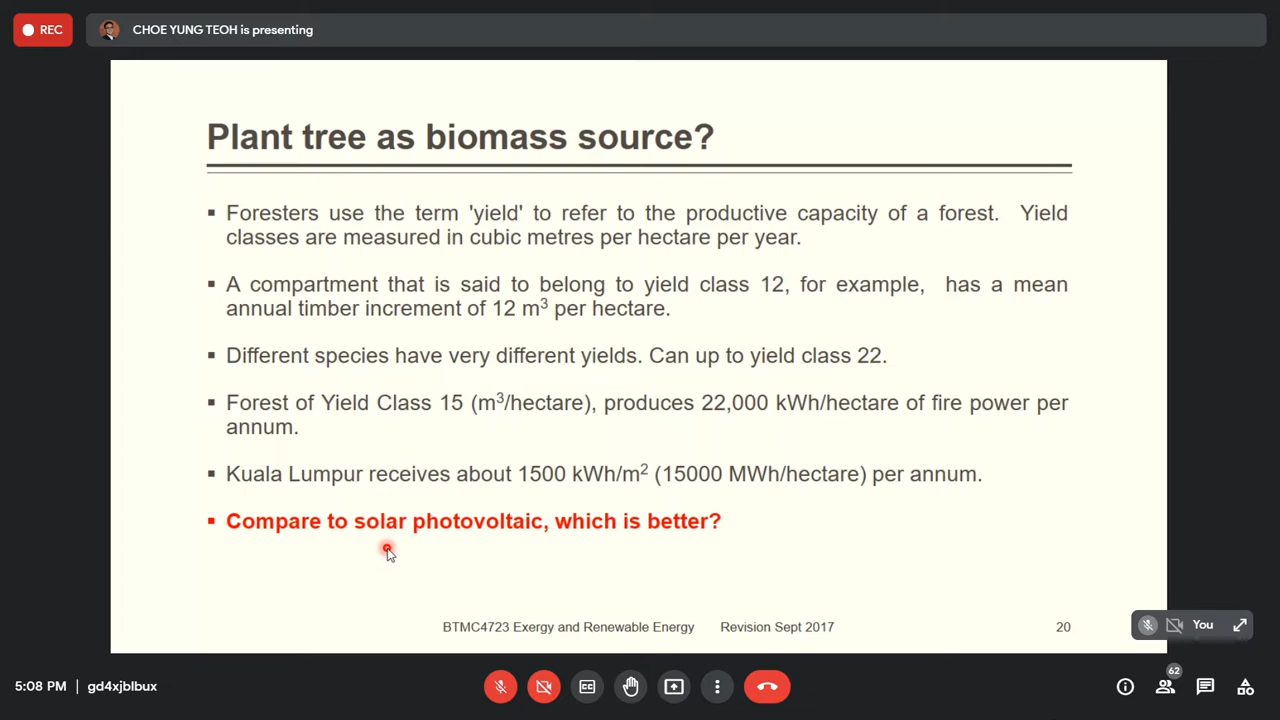 REC
CHOE YUNG TEOH is presenting
Plant tree as biomass source?
▪ Foresters use the term 'yield' to refer to the productive capacity of a forest. Yield
classes are measured in cubic metres per hectare per year.
▪ A compartment that is said to belong to yield class 12, for example, has a mean
annual timber increment of 12 m³ per hectare.
▪ Different species have very different yields. Can up to yield class 22.
▪ Forest of Yield Class 15 (m³/hectare), produces 22,000 kWh/hectare of fire power per
annum.
▪ Kuala Lumpur receives about 1500 kWh/m² (15000 MWh/hectare) per annum.
▪ Compare to solar photovoltaic, which is better?
BTMC4723 Exergy and Renewable Energy Revision Sept 2017 20
You
5:08 PM gd4xjblbux
CC
62